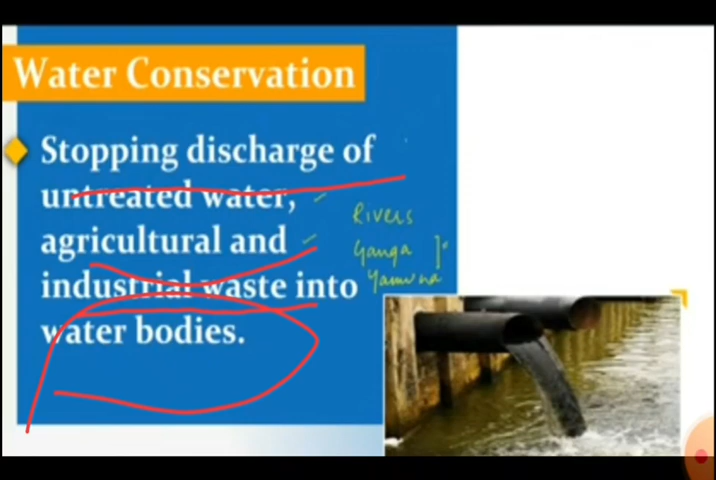 Water Conservation
Stopping discharge of
untreated water,
agricultural and
industrial waste into
water bodies.
Rivers
Ganga
Yamuna